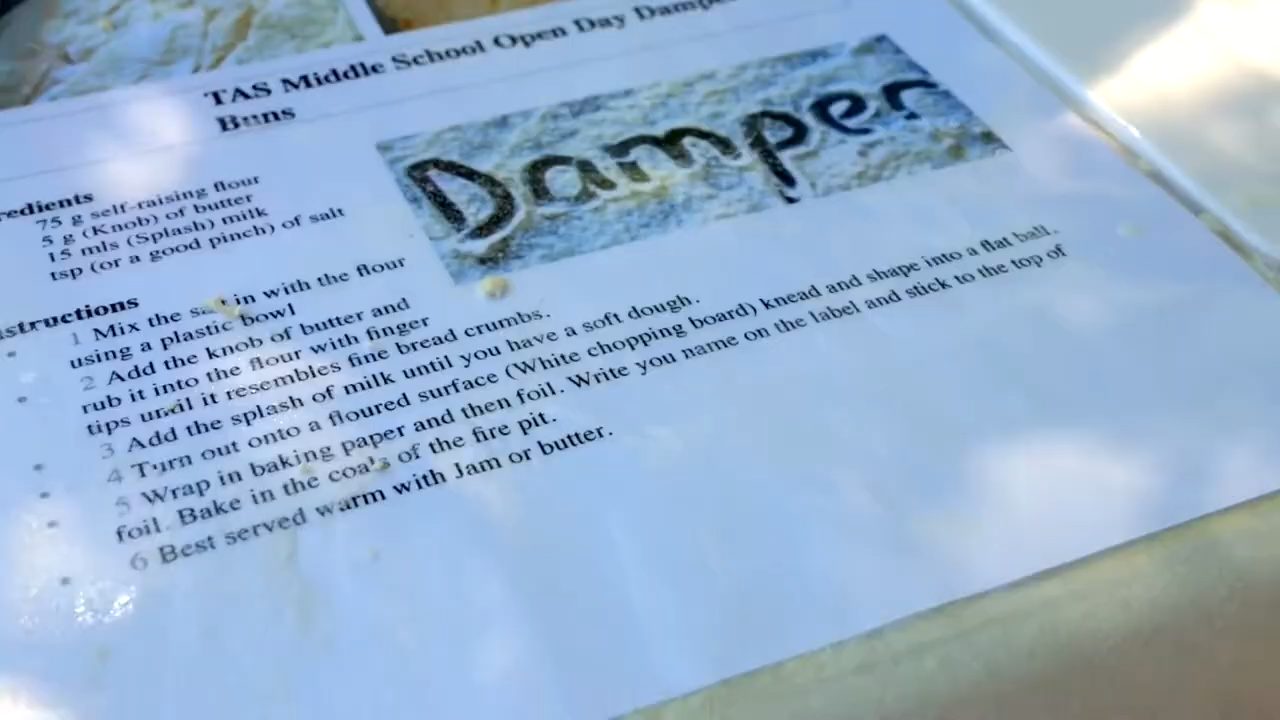 TAS Middle School Open Day Damper
Buns
Damper
redients
75 g self-raising flour
5 g (Knob) of butter
15 mls (Splash) milk
tsp (or a good pinch) of salt
structions
1 Mix the salt in with the flour
using a plastic bowl
2 Add the knob of butter and
rub it into the flour with finger
tips until it resembles fine bread crumbs.
3 Add the splash of milk until you have a soft dough.
4 Turn out onto a floured surface (White chopping board) knead and shape into a flat ball.
5 Wrap in baking paper and then foil. Write you name on the label and stick to the top of
foil. Bake in the coals of the fire pit.
6 Best served warm with Jam or butter.